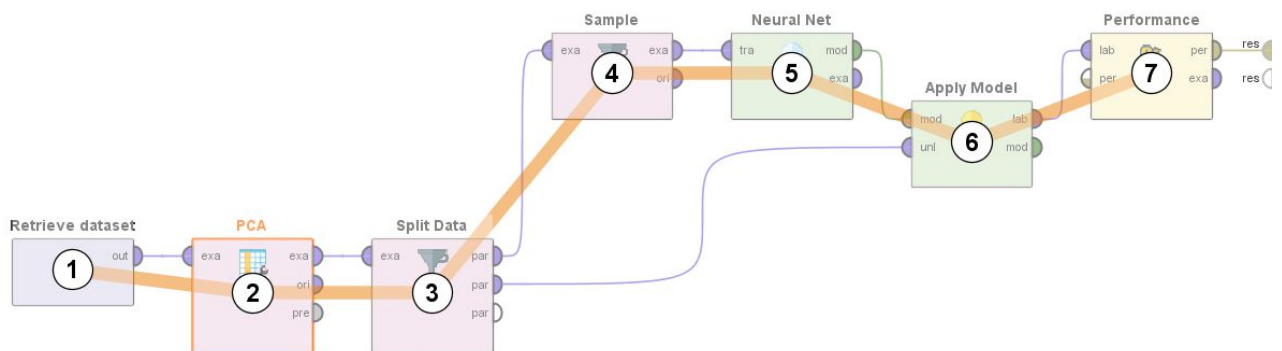 Sample
exa exa
ori
4
Neural Net
tra mod
exa
5
Apply Model
mod lab
unl mod
6
Performance
lab per
per exa
7
res
res
Retrieve dataset
out
1
PCA
exa exa
ori
pre
2
Split Data
exa par
par
par
3